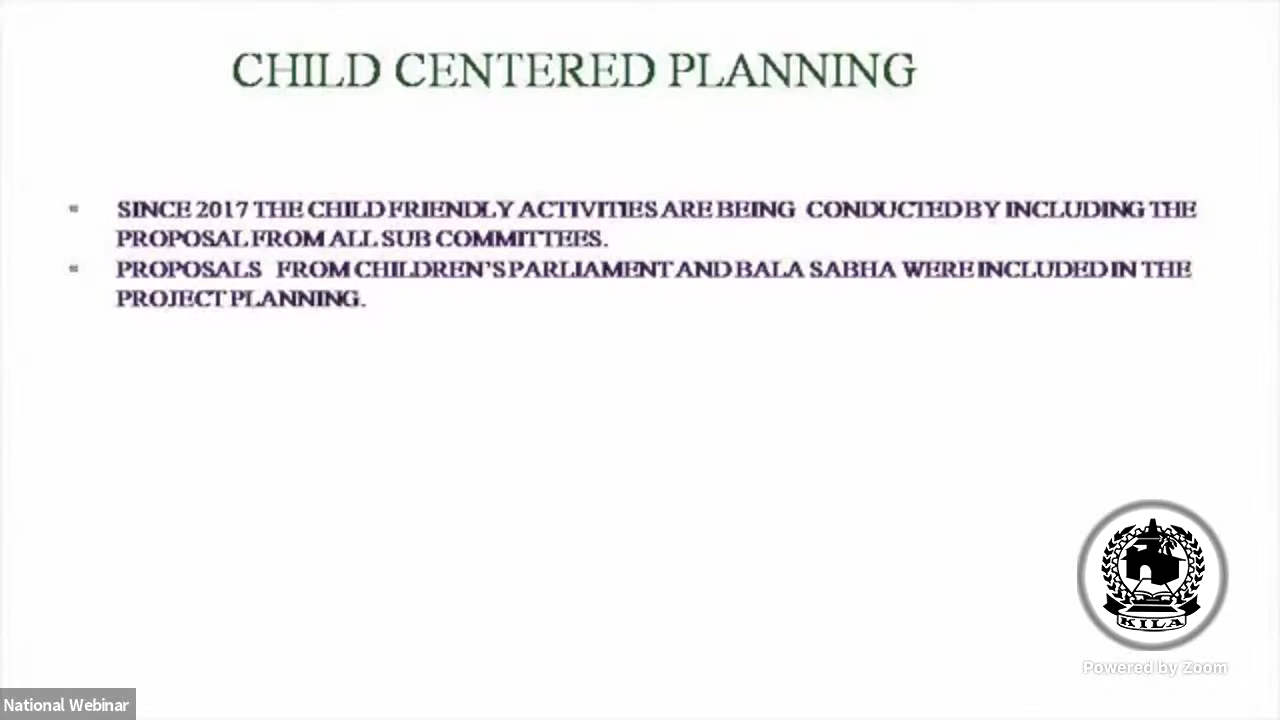 CHILD CENTERED PLANNING
SINCE 2017 THE CHILD FRIENDLY ACTIVITIES ARE BEING CONDUCTED BY INCLUDING THE
PROPOSAL FROM ALL SUB COMMITTEES.
PROPOSALS FROM CHILDREN'S PARLIAMENT AND BALA SABHA WERE INCLUDED IN THE
PROJECT PLANNING.
KILA
Powered by Zoom
National Webinar